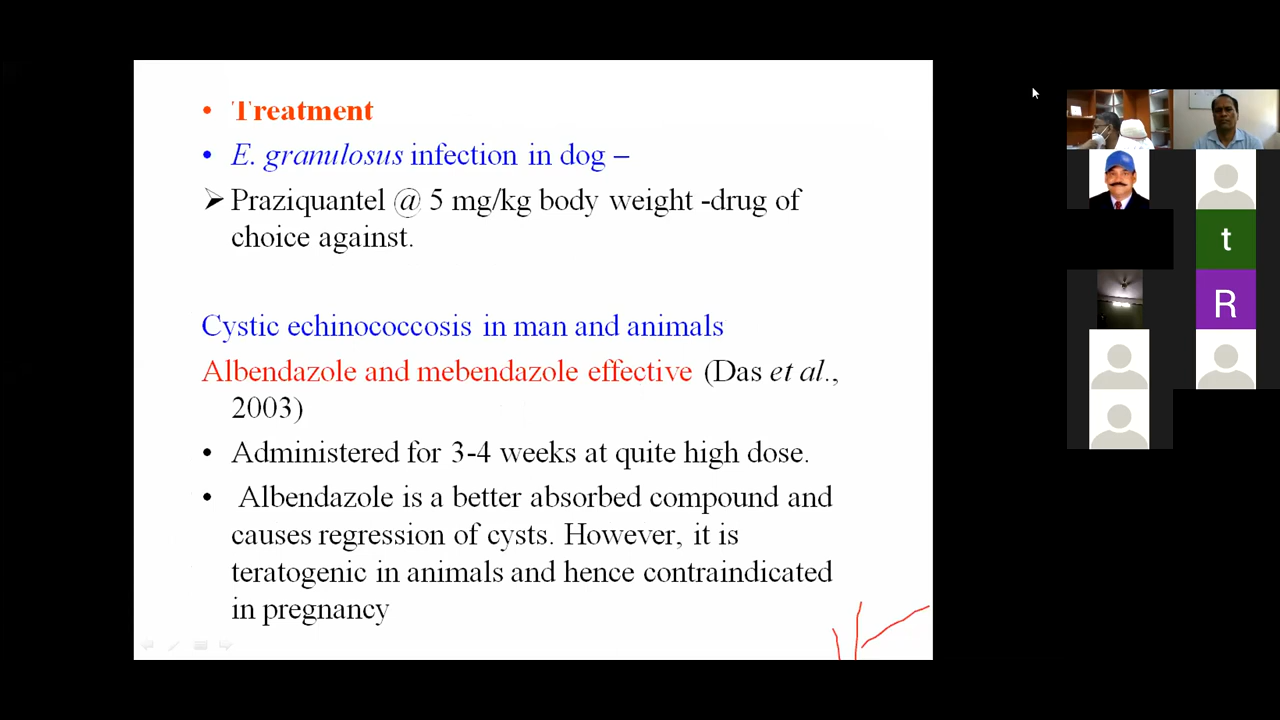 • Treatment
• E. granulosus infection in dog –
➢ Praziquantel @ 5 mg/kg body weight -drug of
choice against.
Cystic echinococcosis in man and animals
Albendazole and mebendazole effective (Das et al.,
2003)
• Administered for 3-4 weeks at quite high dose.
• Albendazole is a better absorbed compound and
causes regression of cysts. However, it is
teratogenic in animals and hence contraindicated
in pregnancy
t
R